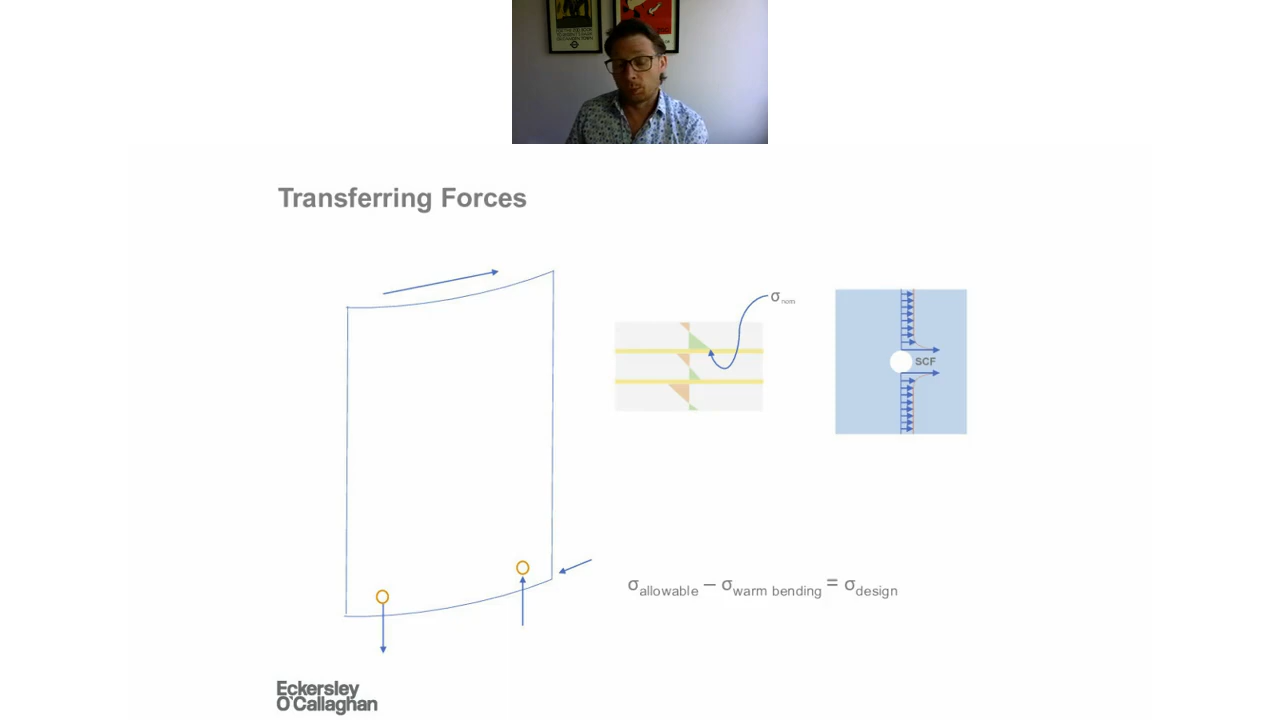 Transferring Forces
σnom
SCF
σallowable – σwarm bending = σdesign
Eckersley
O'Callaghan